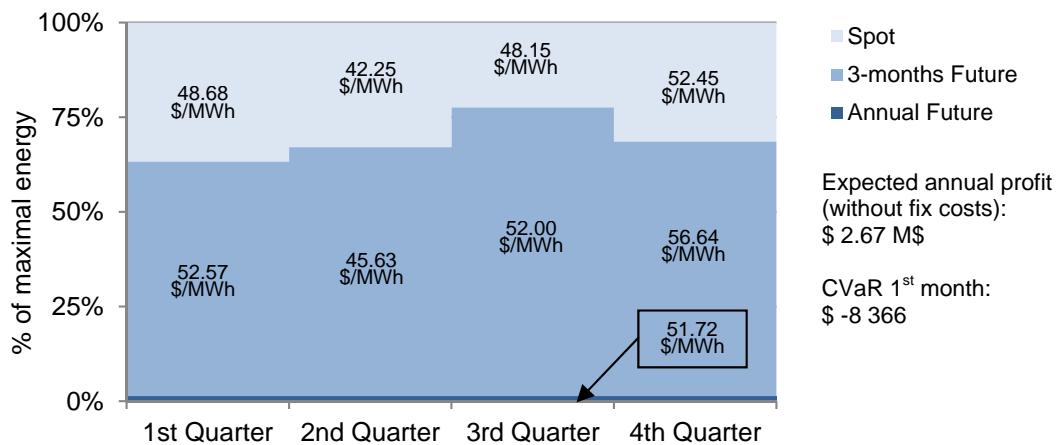 100%
75%
50%
25%
0%
% of maximal energy
48.68
$/MWh
42.25
$/MWh
48.15
$/MWh
52.45
$/MWh
52.57
$/MWh
45.63
$/MWh
52.00
$/MWh
56.64
$/MWh
51.72
$/MWh
1st Quarter
2nd Quarter
3rd Quarter
4th Quarter
Spot
3-months Future
Annual Future
Expected annual profit
(without fix costs):
$ 2.67 M$
CVaR 1st month:
$ -8 366